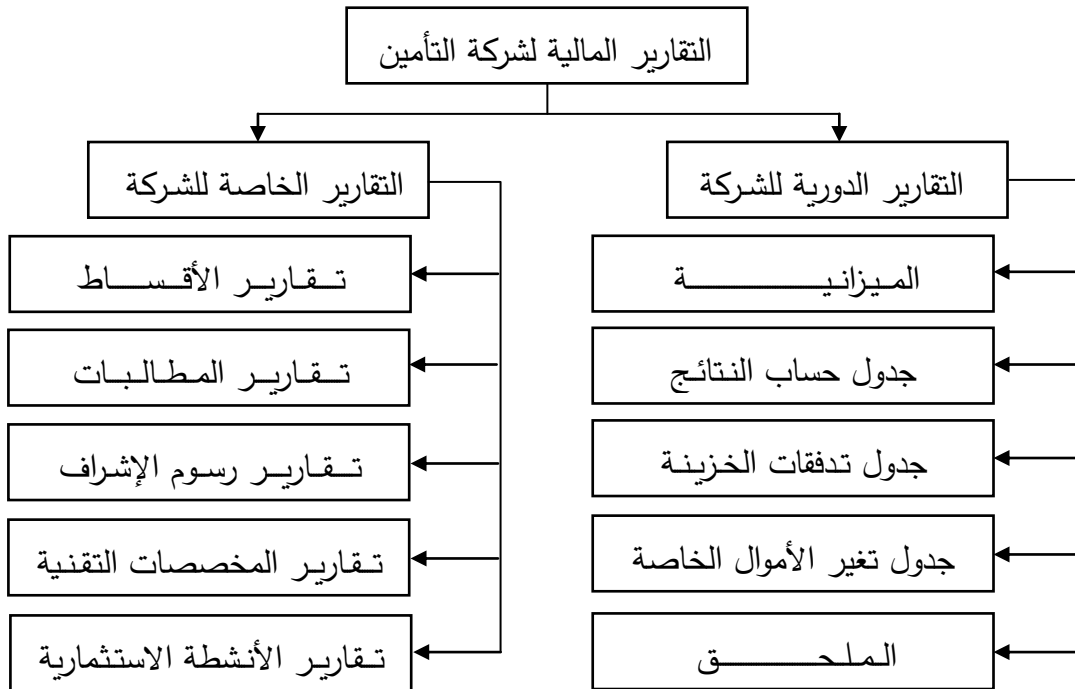 التقارير المالية لشركة التأمين
التقارير الدورية للشركة
الميزانية
جدول حساب النتائج
جدول تدفقات الخزينة
جدول تغير الأموال الخاصة
الملحق
التقارير الخاصة للشركة
تقارير الأقساط
تقارير المطالبات
تقارير رسوم الإشراف
تقارير المخصصات التقنية
تقارير الأنشطة الاستثمارية